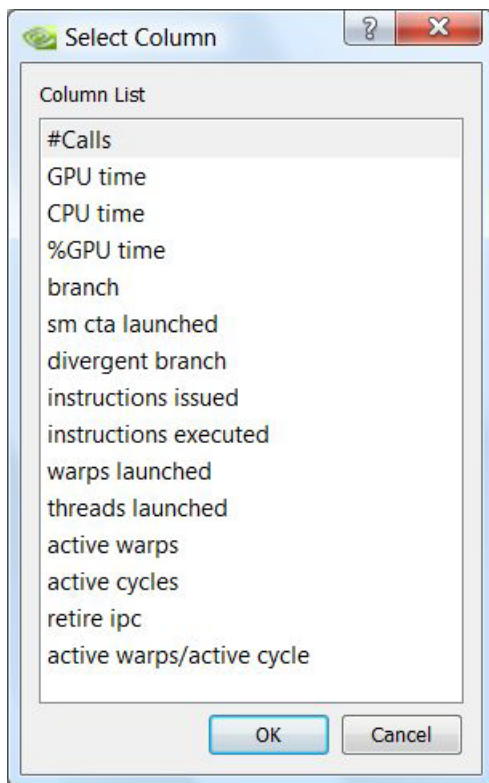 Select Column
Column List
#Calls
GPU time
CPU time
%GPU time
branch
sm cta launched
divergent branch
instructions issued
instructions executed
warps launched
threads launched
active warps
active cycles
retire ipc
active warps/active cycle
OK Cancel